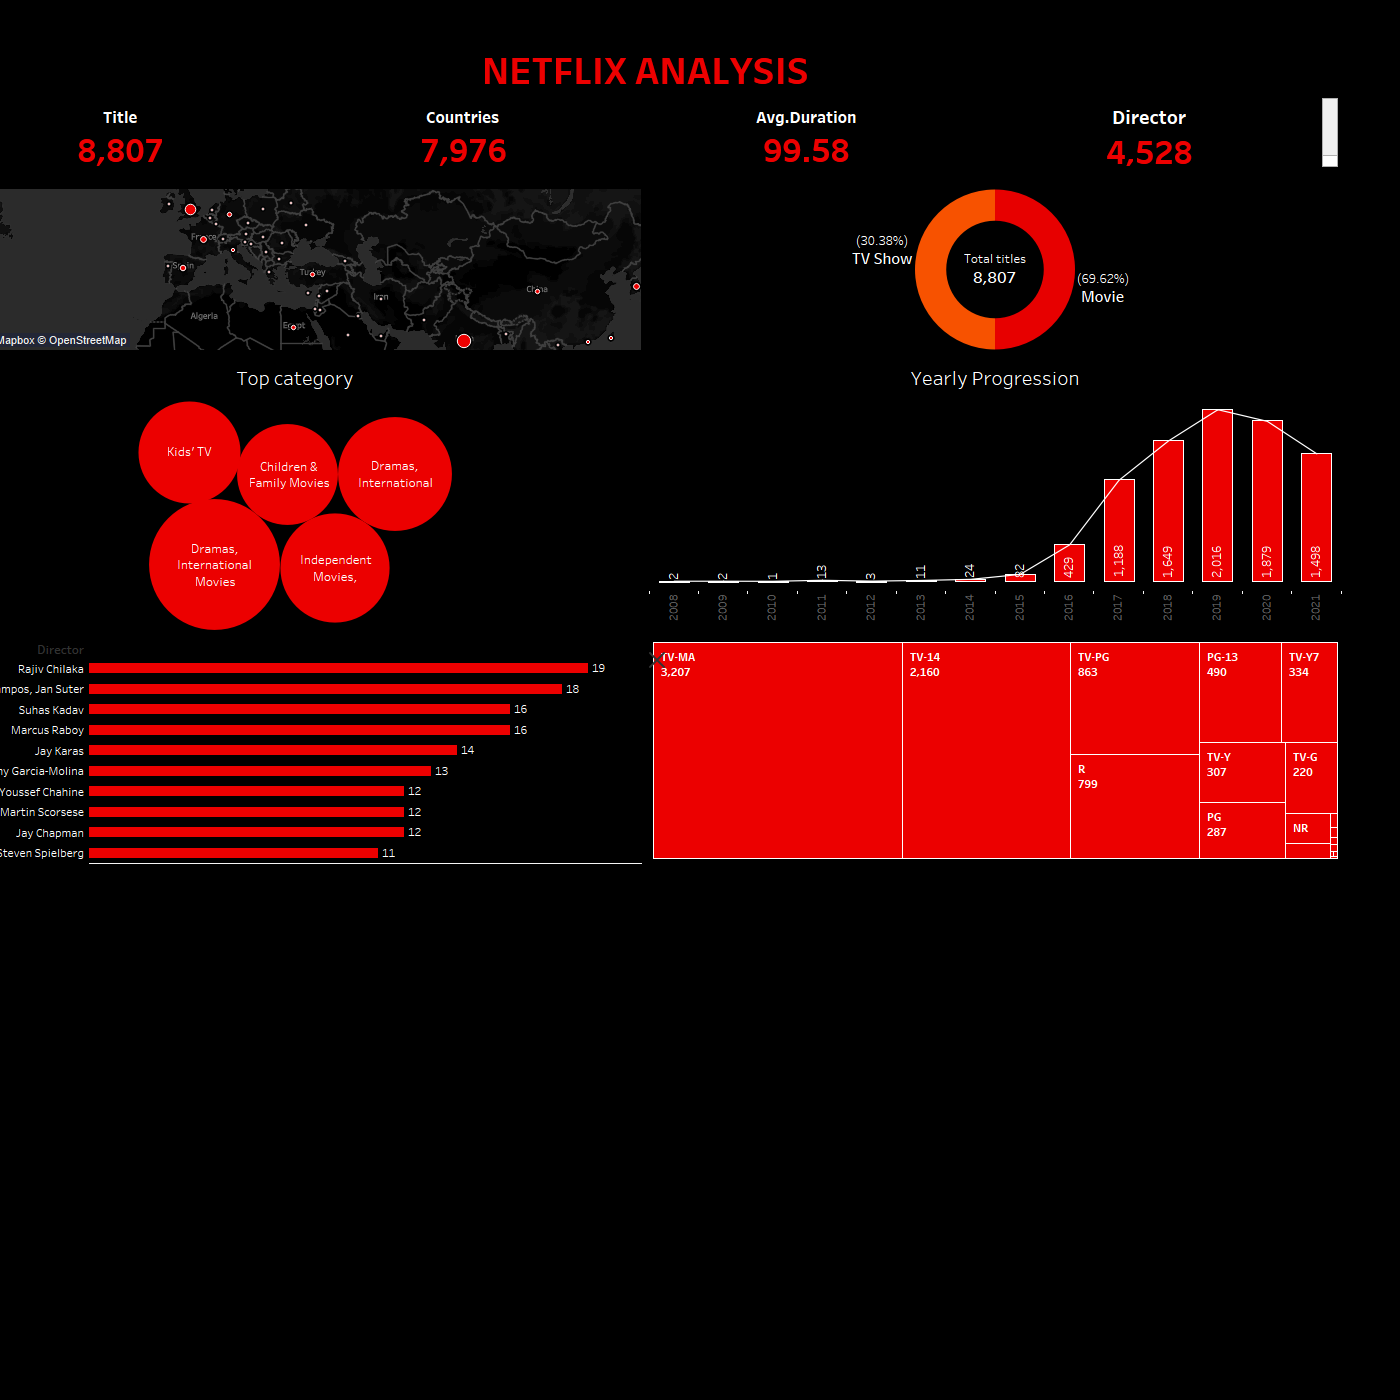 NETFLIX ANALYSIS
Title
8,807
Countries
7,976
Avg.Duration
99.58
Director
4,528
France
Spain
Turkey
Iran
China
Algeria
Egypt
Mapbox © OpenStreetMap
(30.38%)
TV Show
Total titles
8,807
(69.62%)
Movie
Top category
Kids' TV
Children &
Family Movies
Dramas,
International
Dramas,
International
Movies
Independent
Movies,
Yearly Progression
2
2
1
13
3
11
24
82
429
1,188
1,649
2,016
1,879
1,498
2008
2009
2010
2011
2012
2013
2014
2015
2016
2017
2018
2019
2020
2021
Director
Rajiv Chilaka 19
mpos, Jan Suter 18
Suhas Kadav 16
Marcus Raboy 16
Jay Karas 14
ny Garcia-Molina 13
Youssef Chahine 12
Martin Scorsese 12
Jay Chapman 12
Steven Spielberg 11
TV-MA
3,207
TV-14
2,160
TV-PG
863
R
799
PG-13
490
TV-Y7
334
TV-Y
307
TV-G
220
PG
287
NR